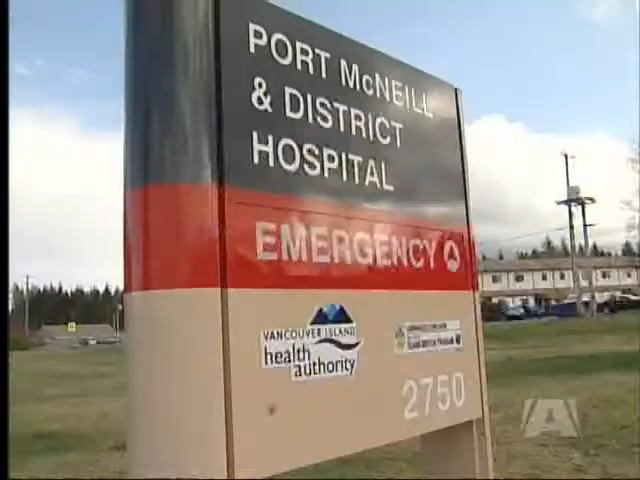 PORT McNEILL
& DISTRICT
HOSPITAL
EMERGENCY
VANCOUVER ISLAND
health
authority
2750
A